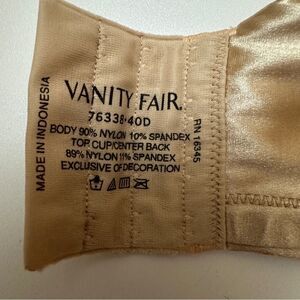 VANITY FAIR.
76338-40D
BODY 90% NYLON 10% SPANDEX
TOP CUP/CENTER BACK
89% NYLON 11% SPANDEX
EXCLUSIVE OF DECORATION
MADE IN INDONESIA
RN 16345